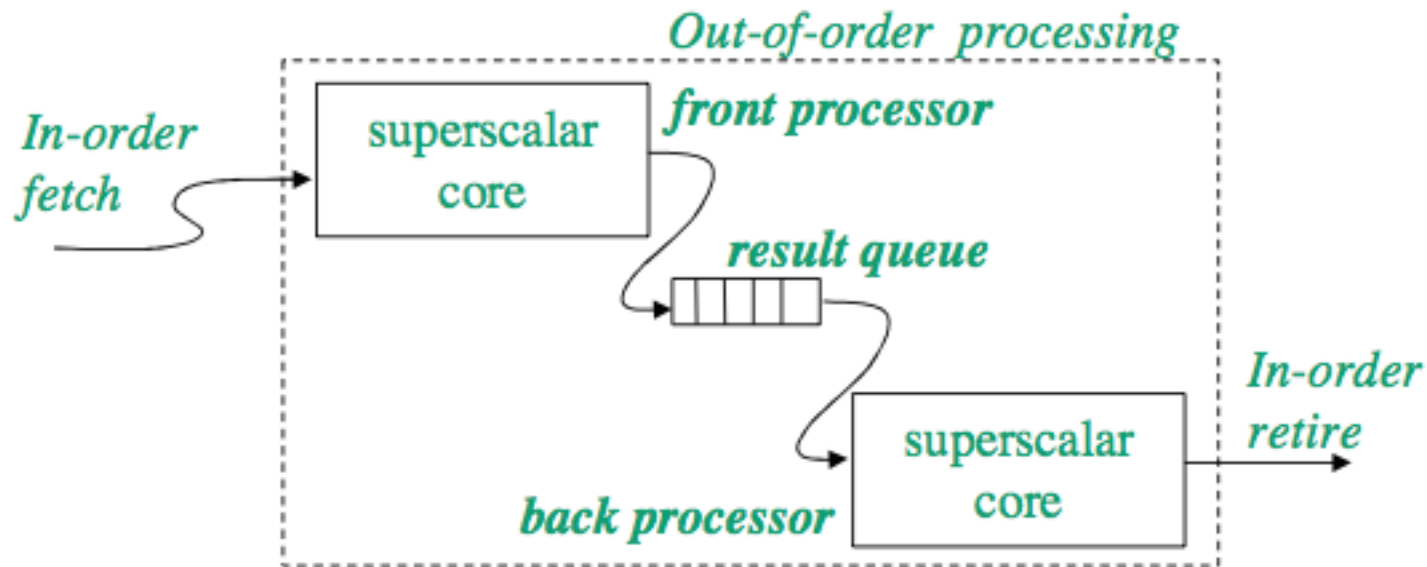 Out-of-order processing
In-order
fetch
superscalar
core
front processor
result queue
superscalar
core
back processor
In-order
retire